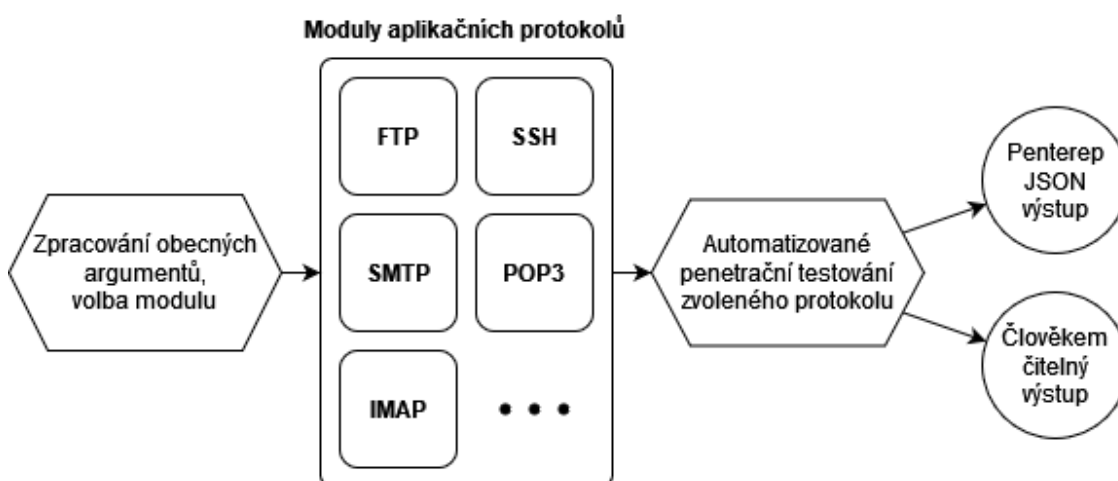 Moduly aplikačních protokolů
Zpracování obecných
argumentů,
volba modulu
FTP
SSH
SMTP
POP3
IMAP
Automatizované
penetrační testování
zvoleného protokolu
Penterep
JSON
výstup
Člověkem
čitelný
výstup